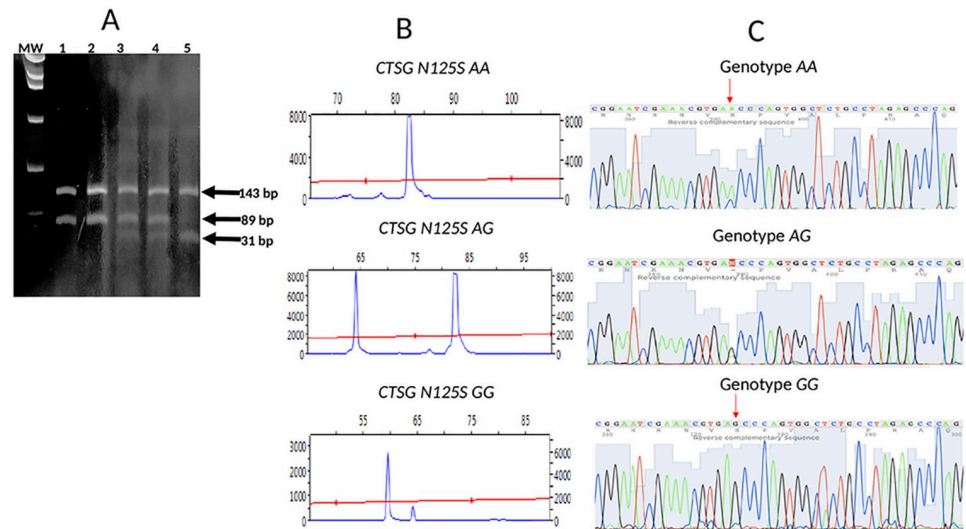 A
MW 1 2 3 4 5
143 bp
89 bp
31 bp
B
CTSG N125S AA
70 80 90 100
8000 8000
4000 4000
2000
0 0
CTSG N125S AG
65 75 85 95
8000 8000
6000 6000
4000 4000
2000 2000
0 0
CTSG N125S GG
55 65 75 85
3000
6000
2000
4000
1000 2000
0 0
C
Genotype AA
CGGAATCGAAACGTGAACCCAGTGGCTCTGCCTAGAGCCCAG
Reverse complementary sequence
Genotype AG
Reverse complementary sequence
Genotype GG
CGGAATCGAAACGTGAGCCCAGTGGCTCTGCCTAGAGCCCAG
Reverse complementary sequence